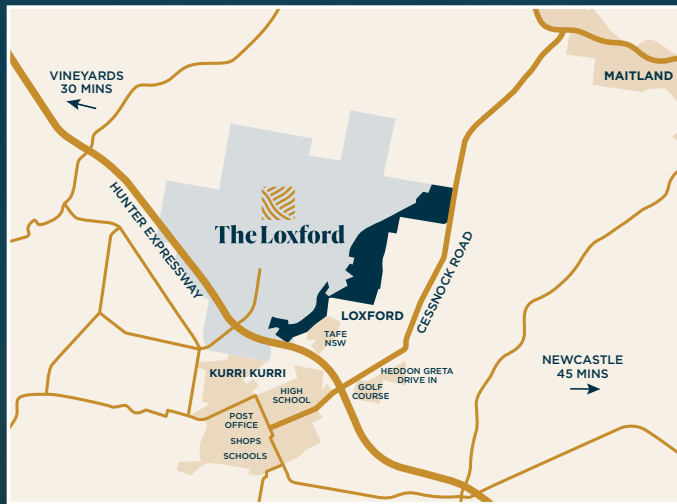 MAITLAND
VINEYARDS
30 MINS
HUNTER EXPRESSWAY
The Loxford
CESSNOCK ROAD
LOXFORD
TAFE
NSW
NEWCASTLE
45 MINS
KURRI KURRI
HEDDON GRETA
DRIVE IN
GOLF
COURSE
HIGH
SCHOOL
POST
OFFICE
SHOPS
SCHOOLS